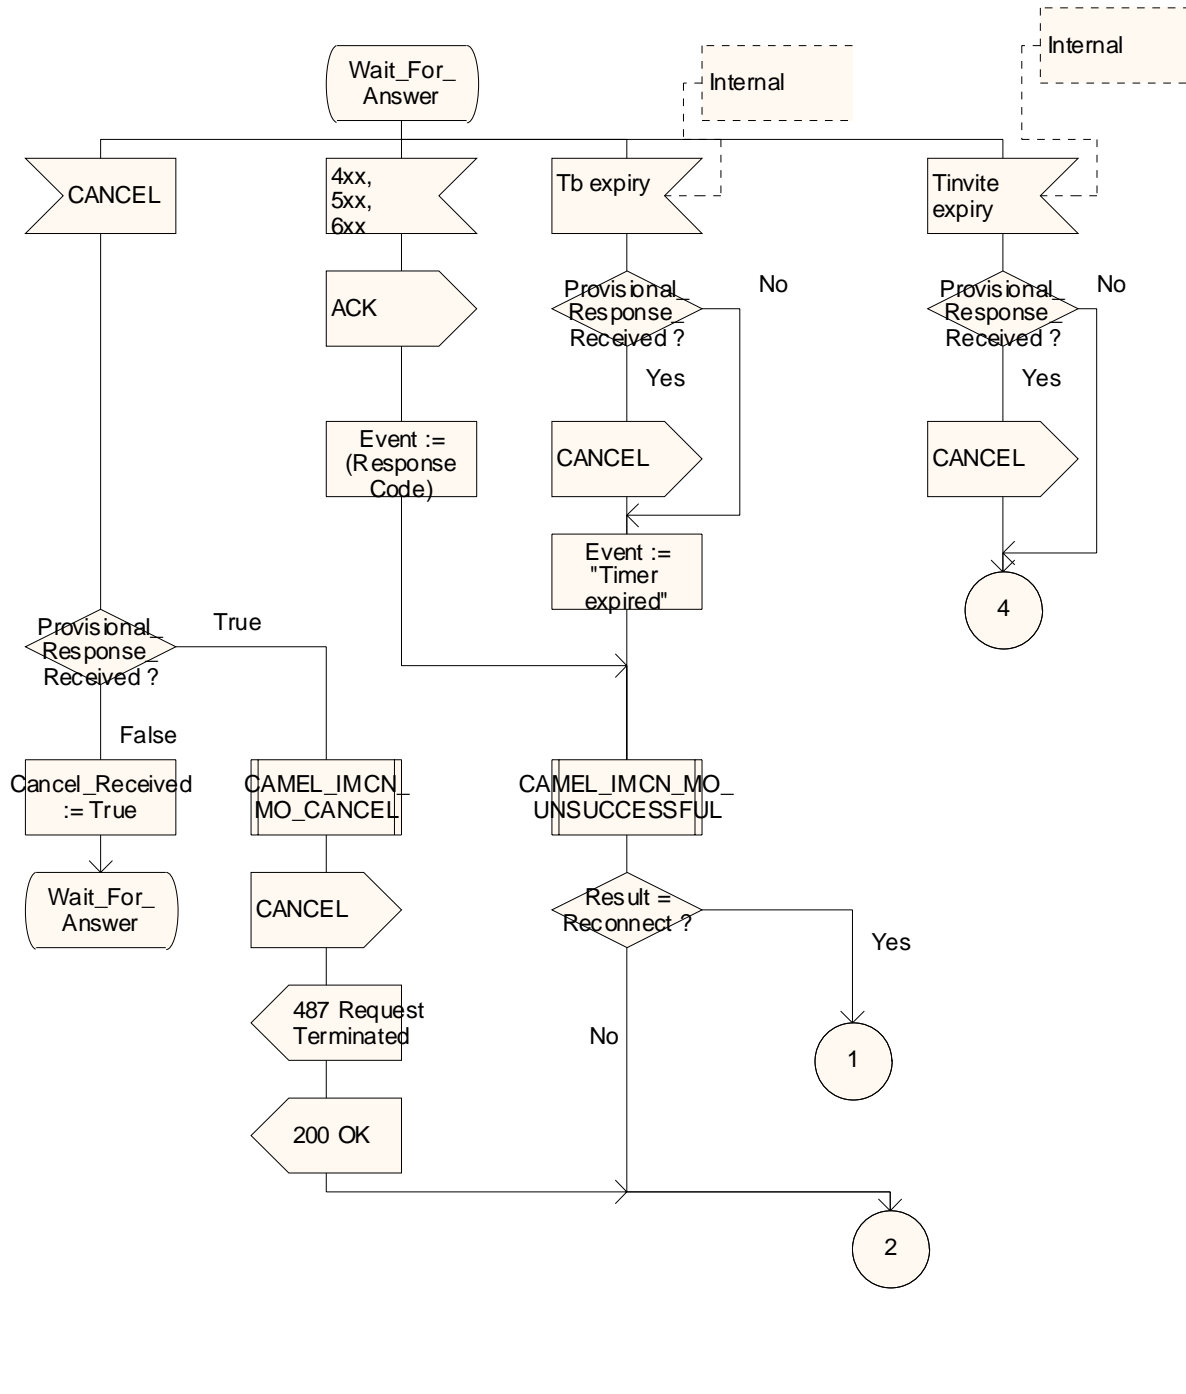 Internal
Wait_For_
Answer
Internal
CANCEL
4xx,
5xx,
6xx
Tb expiry
Tinvite
expiry
ACK
Provisional_
Response_
Received ?
No
Yes
Provisional_
Response_
Received ?
No
Yes
Event :=
(Response
Code)
CANCEL
CANCEL
Event :=
"Timer
expired"
4
Provisional_
Response_
Received ?
True
False
Cancel_Received
:= True
CAMEL_IMCN_
MO_CANCEL
CAMEL_IMCN_MO_
UNSUCCESSFUL
Wait_For_
Answer
CANCEL
Result =
Reconnect ?
Yes
487 Request
Terminated
No
1
200 OK
2